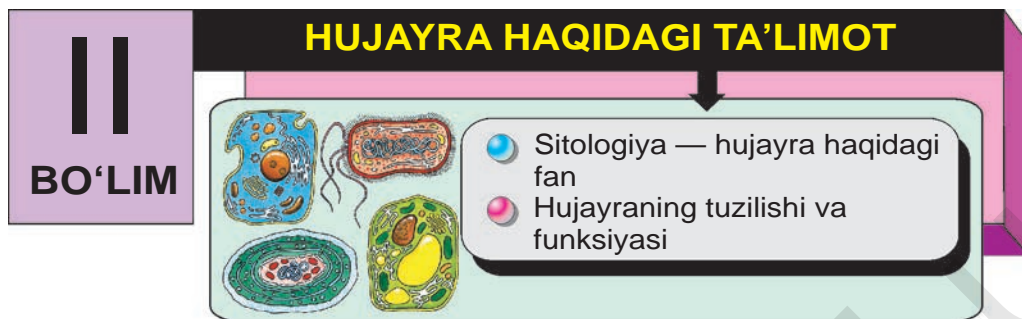 II
BO‘LIM
HUJAYRA HAQIDAGI TA’LIMOT
Sitologiya — hujayra haqidagi
fan
Hujayraning tuzilishi va
funksiyasi